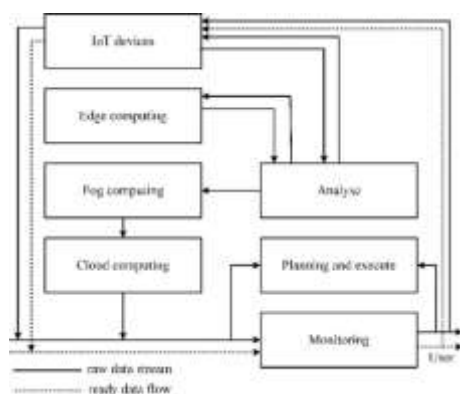 IoT devices
Edge computing
Fog computing
Analyse
Cloud computing
Planning and execute
Monitoring
User
raw data stream
ready data flow